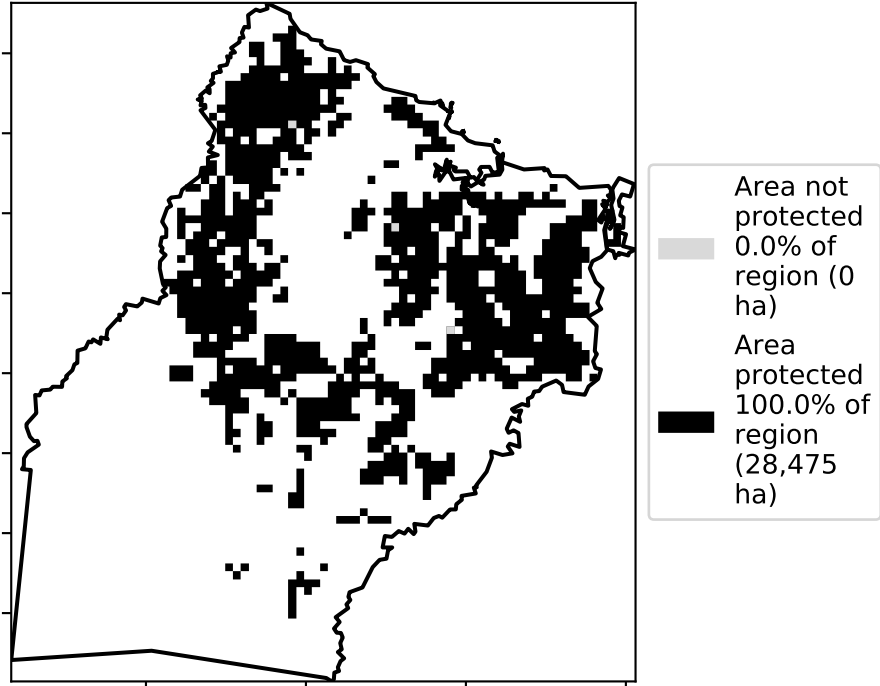 Area not
protected
0.0% of
region (0
ha)
Area
protected
100.0% of
region
(28,475
ha)